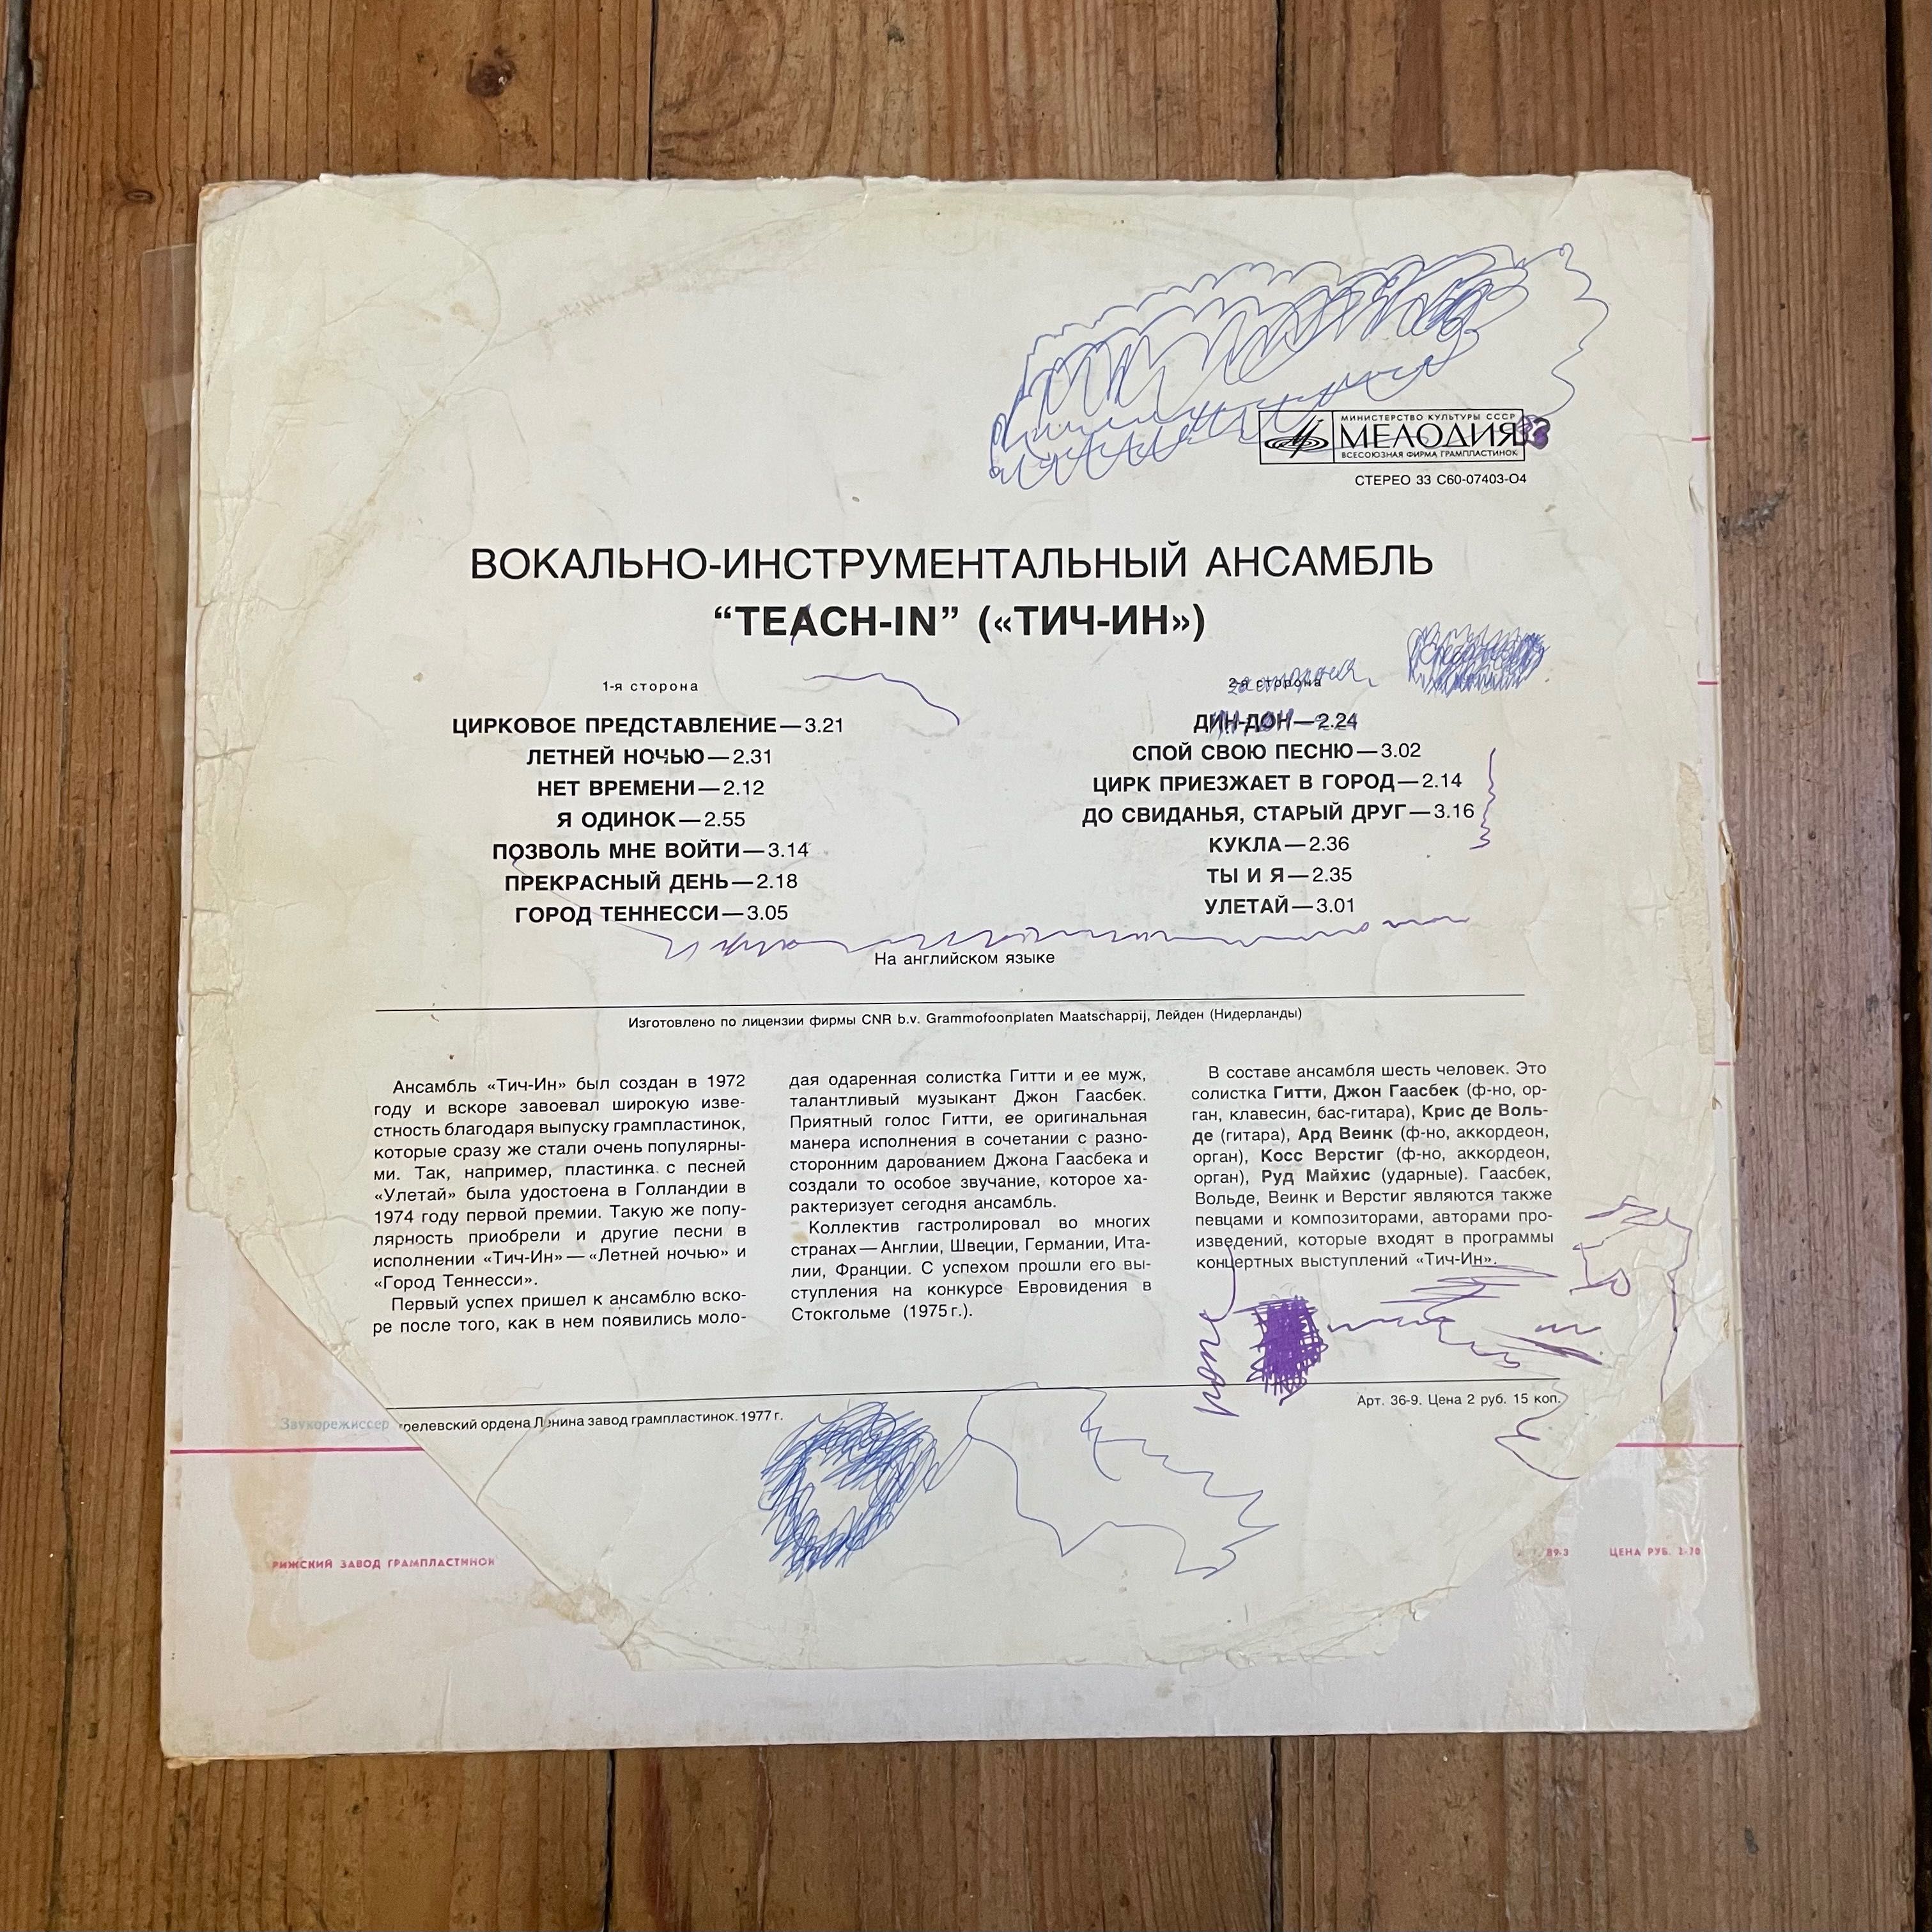 МИНИСТЕРСТВО КУЛЬТУРЫ СССР
МЕЛОДИЯ
ВСЕСОЮЗНАЯ ФИРМА ГРАМПЛАСТИНОК
СТЕРЕО 33 С60-07403-04
ВОКАЛЬНО-ИНСТРУМЕНТАЛЬНЫЙ АНСАМБЛЬ
“TEACH-IN” («ТИЧ-ИН»)
1-я сторона
ЦИРКОВОЕ ПРЕДСТАВЛЕНИЕ—3.21
ЛЕТНЕЙ НОЧЬЮ—2.31
НЕТ ВРЕМЕНИ—2.12
Я ОДИНОК—2.55
ПОЗВОЛЬ МНЕ ВОЙТИ—3.14
ПРЕКРАСНЫЙ ДЕНЬ—2.18
ГОРОД ТЕННЕССИ—3.05
2-я сторона
ДИН-ДОН—2.24
СПОЙ СВОЮ ПЕСНЮ—3.02
ЦИРК ПРИЕЗЖАЕТ В ГОРОД—2.14
ДО СВИДАНЬЯ, СТАРЫЙ ДРУГ—3.16
КУКЛА—2.36
ТЫ И Я—2.35
УЛЕТАЙ—3.01
На английском языке
Изготовлено по лицензии фирмы CNR b.v. Grammofoonplaten Maatschappij, Лейден (Нидерланды)
Ансамбль «Тич-Ин» был создан в 1972
году и вскоре завоевал широкую изве-
стность благодаря выпуску грампластинок,
которые сразу же стали очень популярны-
ми. Так, например, пластинка с песней
«Улетай» была удостоена в Голландии в
1974 году первой премии. Такую же попу-
лярность приобрели и другие песни в
исполнении «Тич-Ин»—«Летней ночью» и
«Город Теннесси».
Первый успех пришел к ансамблю вско-
ре после того, как в нем появились моло-
дая одаренная солистка Гитти и ее муж,
талантливый музыкант Джон Гаасбек.
Приятный голос Гитти, ее оригинальная
манера исполнения в сочетании с разно-
сторонним дарованием Джона Гаасбека и
создали то особое звучание, которое ха-
рактеризует сегодня ансамбль.
Коллектив гастролировал во многих
странах—Англии, Швеции, Германии, Ита-
лии, Франции. С успехом прошли его вы-
ступления на конкурсе Евровидения в
Стокгольме (1975 г.).
В составе ансамбля шесть человек. Это
солистка Гитти, Джон Гаасбек (ф-но, ор-
ган, клавесин, бас-гитара), Крис де Воль-
де (гитара), Ард Веинк (ф-но, аккордеон,
орган), Косс Верстиг (ф-но, аккордеон,
орган), Руд Майхис (ударные). Гаасбек,
Вольде, Веинк и Верстиг являются также
певцами и композиторами, авторами про-
изведений, которые входят в программы
концертных выступлений «Тич-Ин».
Арт. 36-9. Цена 2 руб. 15 коп.
Звукорежиссер
релевский ордена Ленина завод грампластинок. 1977 г.
РИЖСКИЙ ЗАВОД ГРАМПЛАСТИНОК
ЦЕНА РУБ.